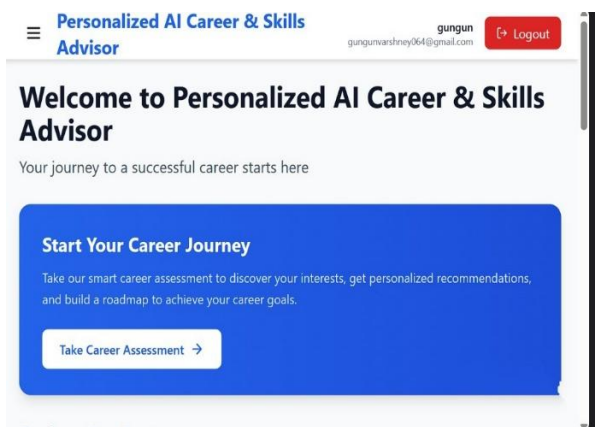 Personalized AI Career & Skills
Advisor
gungun
gungunvarshney064@gmail.com
Logout
Welcome to Personalized AI Career & Skills
Advisor
Your journey to a successful career starts here
Start Your Career Journey
Take our smart career assessment to discover your interests, get personalized recommendations,
and build a roadmap to achieve your career goals.
Take Career Assessment →